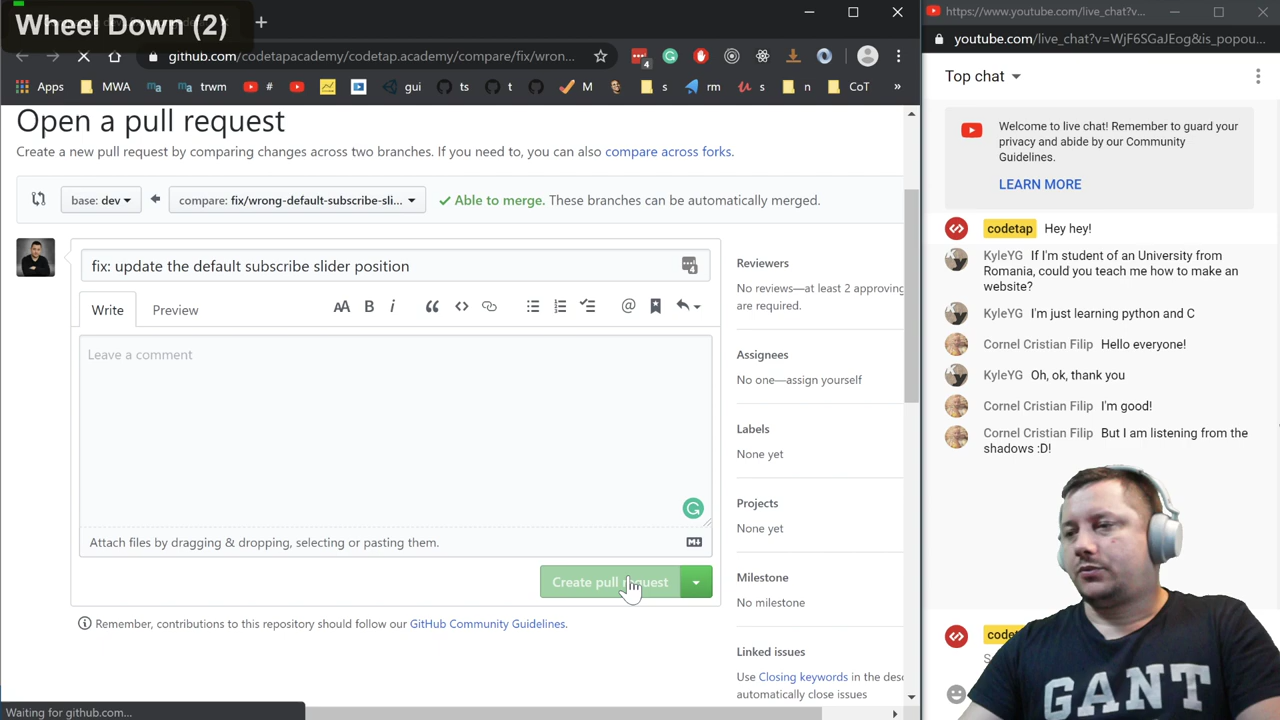 Wheel Down (2)
github.com/codetapacademy/codetap.academy/compare/fix/wron...
4
Apps
MWA
trwm
#
gui
ts
t
M
s
rm
s
n
CoT
»
Open a pull request
Create a new pull request by comparing changes across two branches. If you need to, you can also compare across forks.
base: dev
compare: fix/wrong-default-subscribe-sli...
Able to merge. These branches can be automatically merged.
fix: update the default subscribe slider position
Write
Preview
AA B i
Leave a comment
Attach files by dragging & dropping, selecting or pasting them.
Create pull request
Remember, contributions to this repository should follow our GitHub Community Guidelines.
Reviewers
No reviews—at least 2 approving
are required.
Assignees
No one—assign yourself
Labels
None yet
Projects
None yet
Milestone
No milestone
Linked issues
Use Closing keywords in the desc
automatically close issues
Waiting for github.com...
https://www.youtube.com/live_chat?v...
youtube.com/live_chat?v=WjF6SGaJEog&is_popou...
Top chat
Welcome to live chat! Remember to guard your
privacy and abide by our Community
Guidelines.
LEARN MORE
codetap Hey hey!
KyleYG If I'm student of an University from
Romania, could you teach me how to make an
website?
KyleYG I'm just learning python and C
Cornel Cristian Filip Hello everyone!
KyleYG Oh, ok, thank you
Cornel Cristian Filip I'm good!
Cornel Cristian Filip But I am listening from the
shadows :D!
GANT